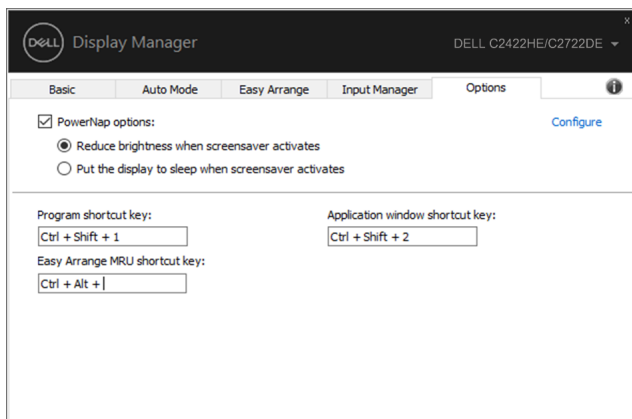 x
DELL Display Manager
DELL C2422HE/C2722DE
Basic Auto Mode Easy Arrange Input Manager Options i
PowerNap options: Configure
Reduce brightness when screensaver activates
Put the display to sleep when screensaver activates
Program shortcut key: Application window shortcut key:
Ctrl + Shift + 1 Ctrl + Shift + 2
Easy Arrange MRU shortcut key:
Ctrl + Alt +